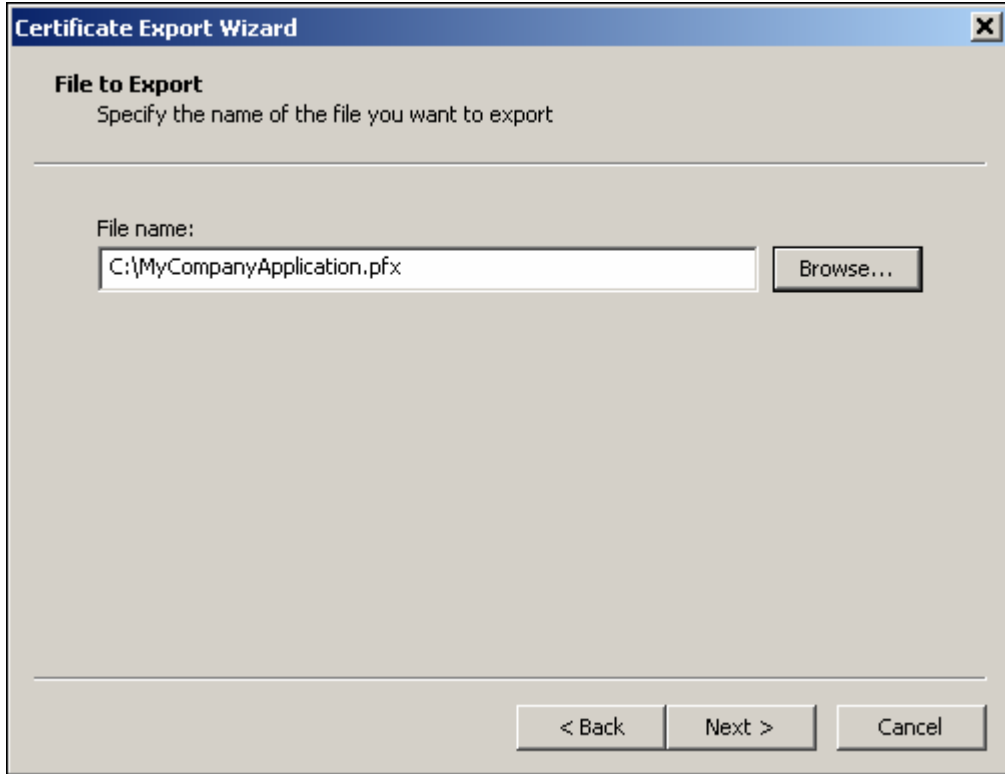 Certificate Export Wizard
File to Export
Specify the name of the file you want to export
File name:
C:\MyCompanyApplication.pfx
Browse...
< Back
Next >
Cancel